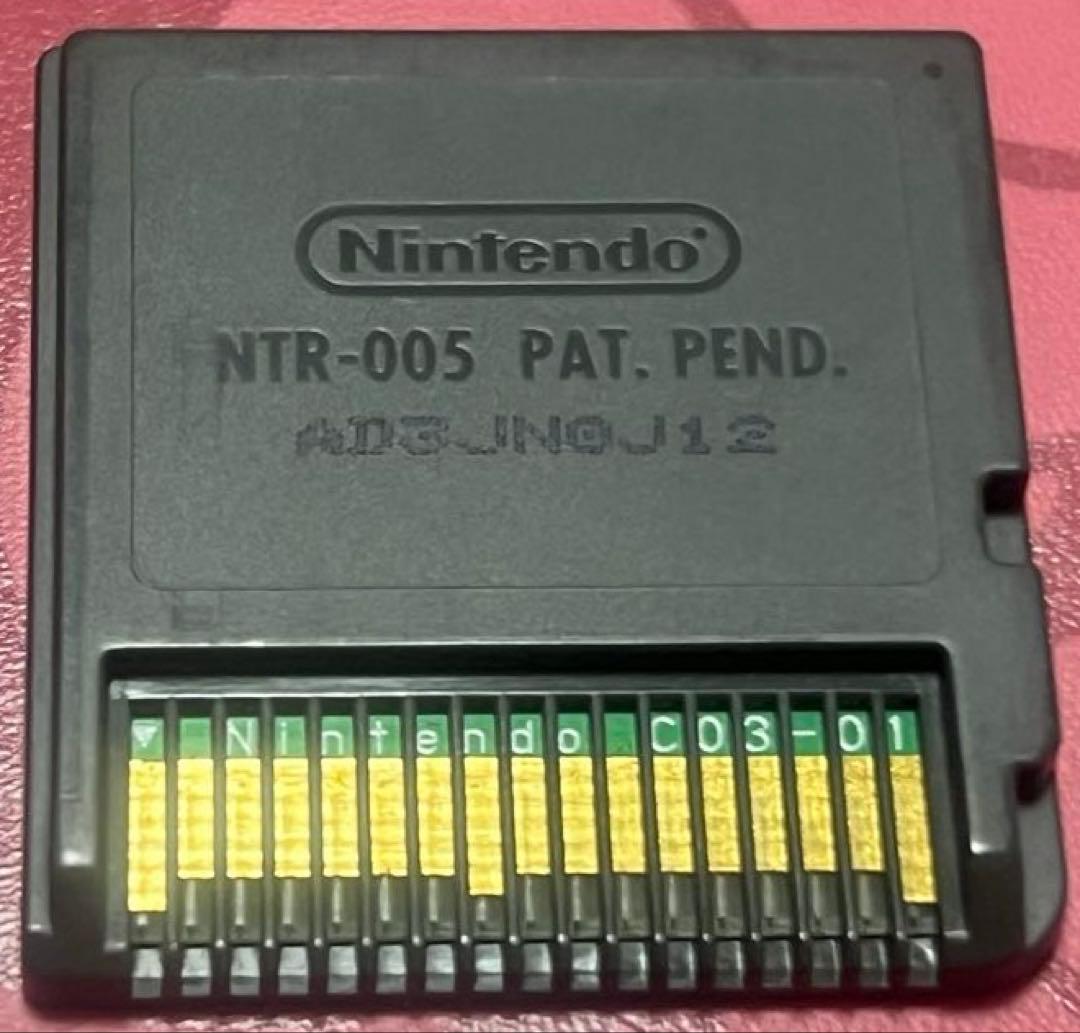 Nintendo
NTR-005 PAT. PEND.
AD3JN0J12
▼ Nintendo C03-01